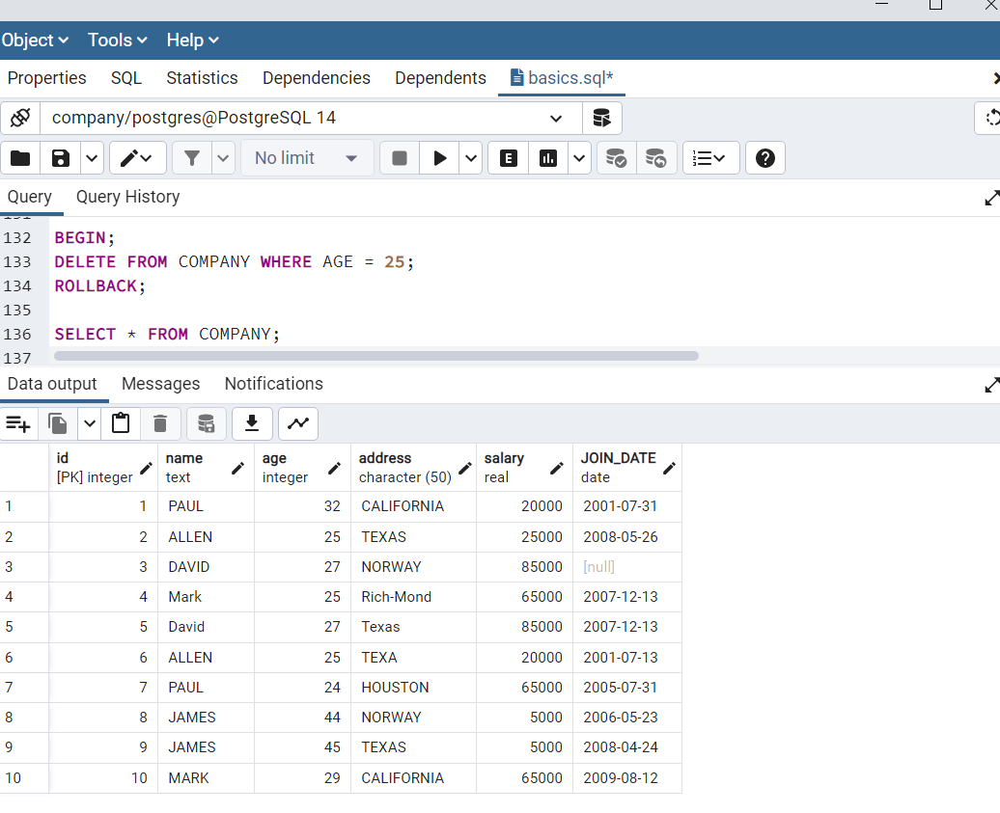 Object Tools Help
Properties SQL Statistics Dependencies Dependents basics.sql*
company/postgres@PostgreSQL 14
No limit E
Query Query History
131
132 BEGIN;
133 DELETE FROM COMPANY WHERE AGE = 25;
134 ROLLBACK;
135
136 SELECT * FROM COMPANY;
137
Data output Messages Notifications
id name age address salary JOIN_DATE
[PK] integer text integer character (50) real date
1 1 PAUL 32 CALIFORNIA 20000 2001-07-31
2 2 ALLEN 25 TEXAS 25000 2008-05-26
3 3 DAVID 27 NORWAY 85000 [null]
4 4 Mark 25 Rich-Mond 65000 2007-12-13
5 5 David 27 Texas 85000 2007-12-13
6 6 ALLEN 25 TEXA 20000 2001-07-13
7 7 PAUL 24 HOUSTON 65000 2005-07-31
8 8 JAMES 44 NORWAY 5000 2006-05-23
9 9 JAMES 45 TEXAS 5000 2008-04-24
10 10 MARK 29 CALIFORNIA 65000 2009-08-12